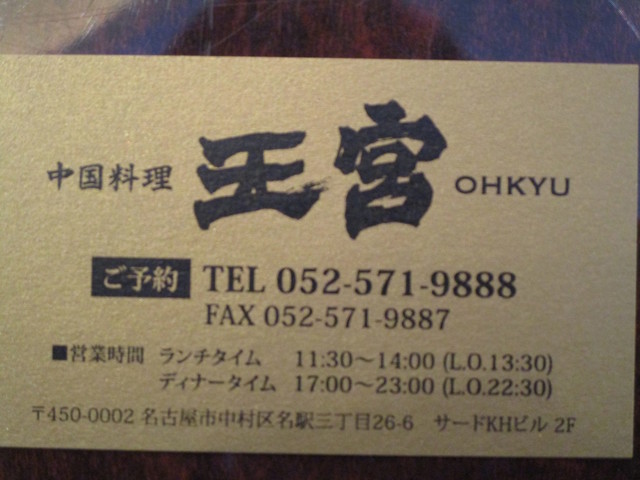 中国料理 王宮 OHKYU
ご予約 TEL 052-571-9888
FAX 052-571-9887
■営業時間 ランチタイム 11:30～14:00 (L.O.13:30)
ディナータイム 17:00～23:00 (L.O.22:30)
〒450-0002 名古屋市中村区名駅三丁目26-6 サードKHビル 2F